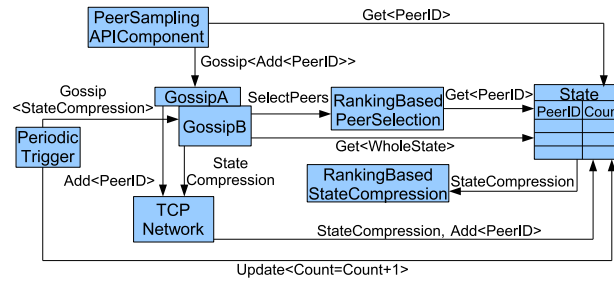 PeerSampling
APIComponent
Get<PeerID>
Gossip<Add<PeerID>>
Gossip
<StateCompression>
GossipA
GossipB
SelectPeers
RankingBased
PeerSelection
Get<PeerID>
State
PeerID Count
Periodic
Trigger
Get<WholeState>
Add<PeerID>
State
Compression
RankingBased
StateCompression
StateCompression
TCP
Network
StateCompression, Add<PeerID>
Update<Count=Count+1>